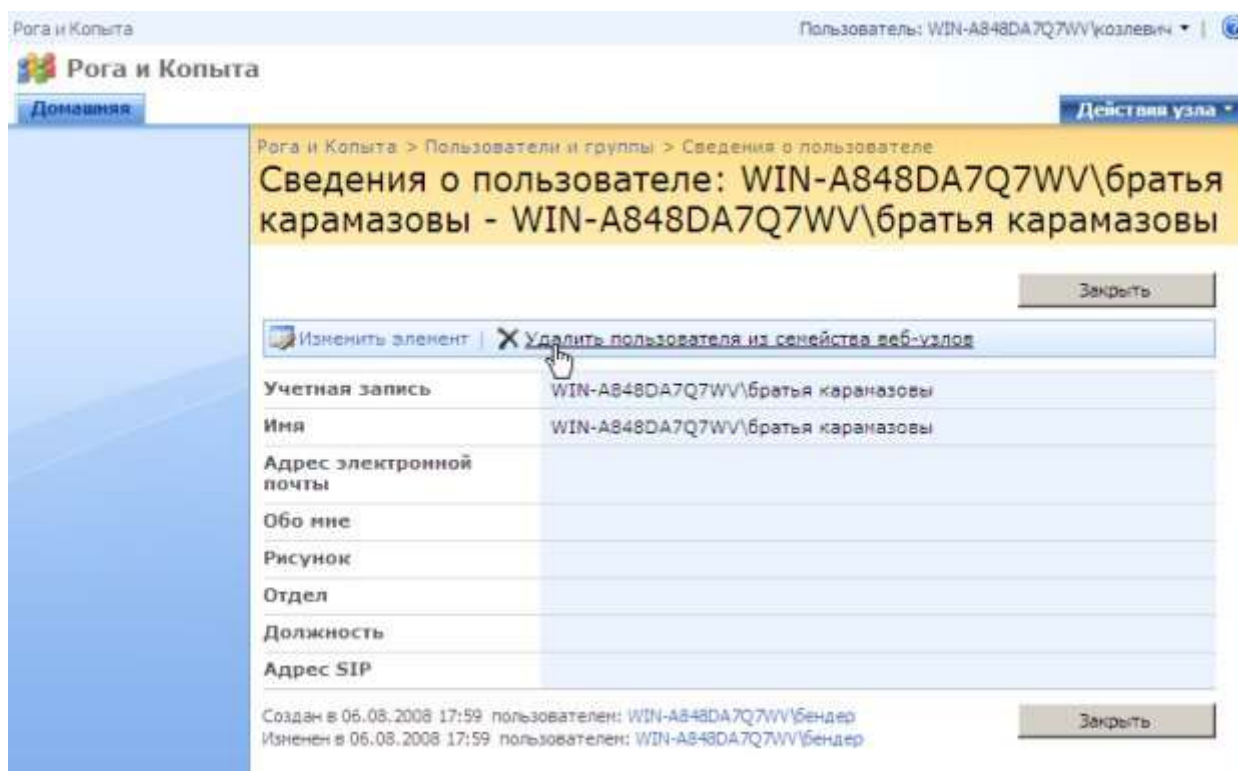 Рога и Копыта
Пользователь: WIN-A848DA7Q7WV\козлевич
Рога и Копыта
Домашняя
Действия узла
Рога и Копыта > Пользователи и группы > Сведения о пользователе
Сведения о пользователе: WIN-A848DA7Q7WV\братья
карамазовы - WIN-A848DA7Q7WV\братья карамазовы
Закрыть
Изменить элемент | Удалить пользователя из семейства веб-узлов
Учетная запись WIN-A848DA7Q7WV\братья карамазовы
Имя WIN-A848DA7Q7WV\братья карамазовы
Адрес электронной
почты
Обо мне
Рисунок
Отдел
Должность
Адрес SIP
Создан в 06.08.2008 17:59 пользователем: WIN-A848DA7Q7WV\бендер
Изменен в 06.08.2008 17:59 пользователем: WIN-A848DA7Q7WV\бендер
Закрыть